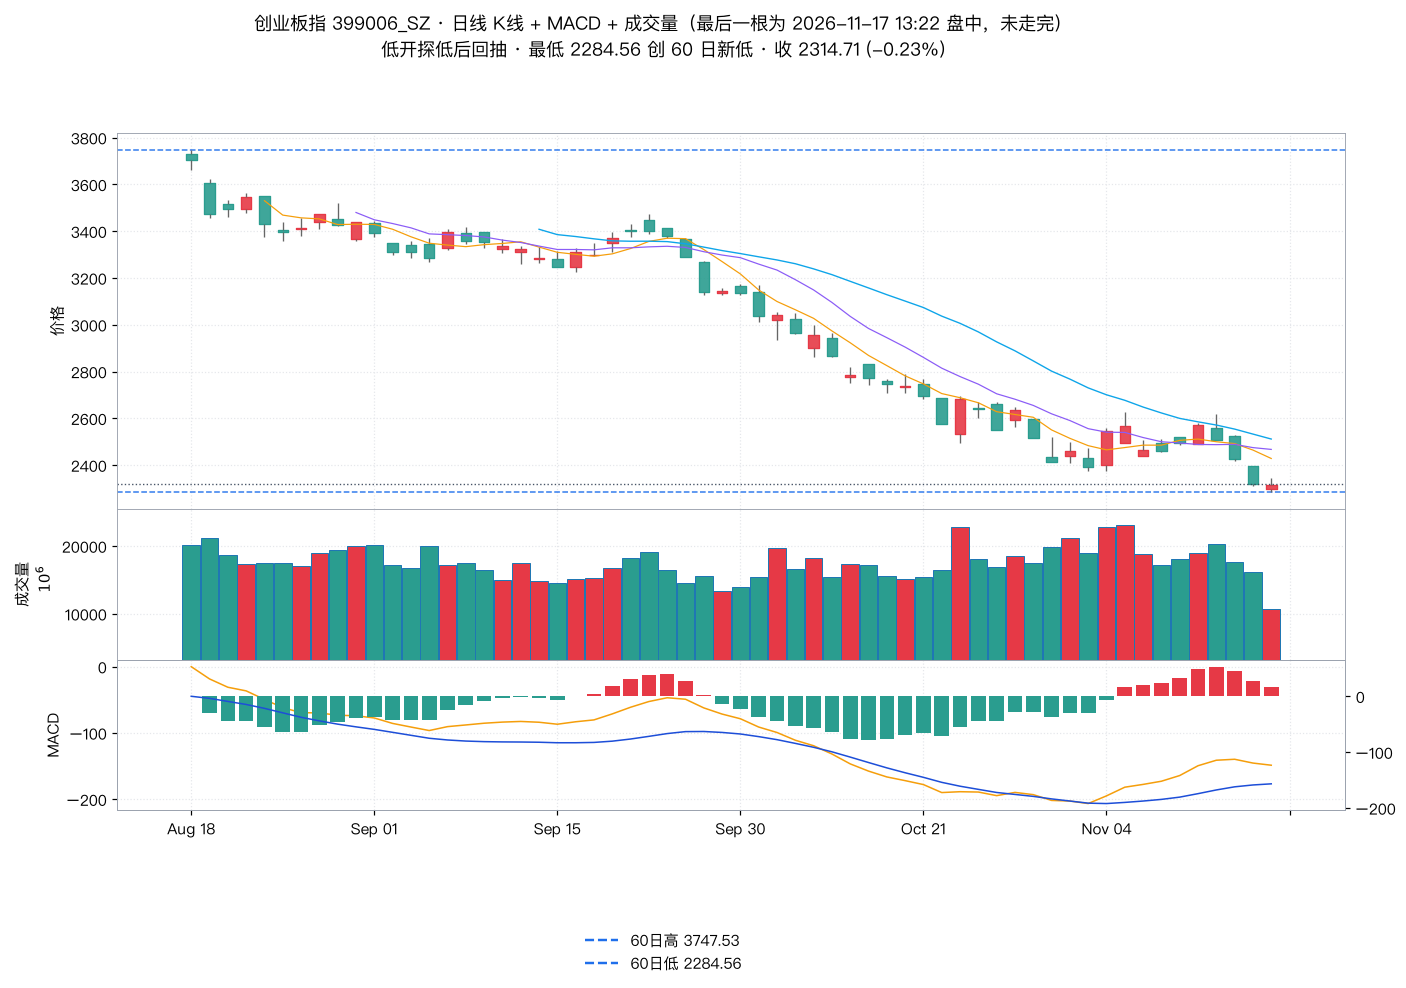 创业板指 399006_SZ · 日线 K线 + MACD + 成交量（最后一根为 2026−11−17 13:22 盘中，未走完）
低开探低后回抽 · 最低 2284.56 创 60 日新低 · 收 2314.71 (−0.23%)
3800
3600
3400
3200
3000
2800
2600
2400
价格
20000
10000
成交量
10⁶
0
−100
−200
MACD
0
−100
−200
Aug 18
Sep 01
Sep 15
Sep 30
Oct 21
Nov 04
60日高 3747.53
60日低 2284.56